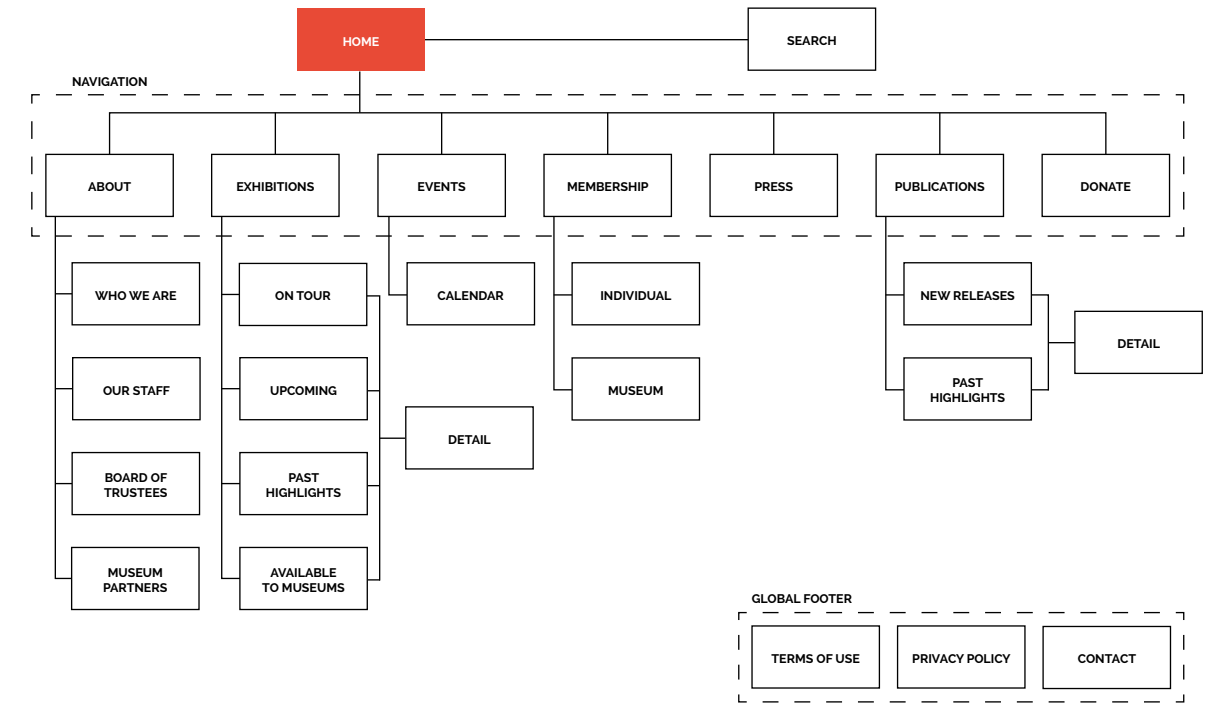 HOME
SEARCH
NAVIGATION
ABOUT
EXHIBITIONS
EVENTS
MEMBERSHIP
PRESS
PUBLICATIONS
DONATE
WHO WE ARE
ON TOUR
CALENDAR
INDIVIDUAL
NEW RELEASES
DETAIL
OUR STAFF
UPCOMING
MUSEUM
PAST
HIGHLIGHTS
DETAIL
BOARD OF
TRUSTEES
PAST
HIGHLIGHTS
MUSEUM
PARTNERS
AVAILABLE
TO MUSEUMS
GLOBAL FOOTER
TERMS OF USE
PRIVACY POLICY
CONTACT